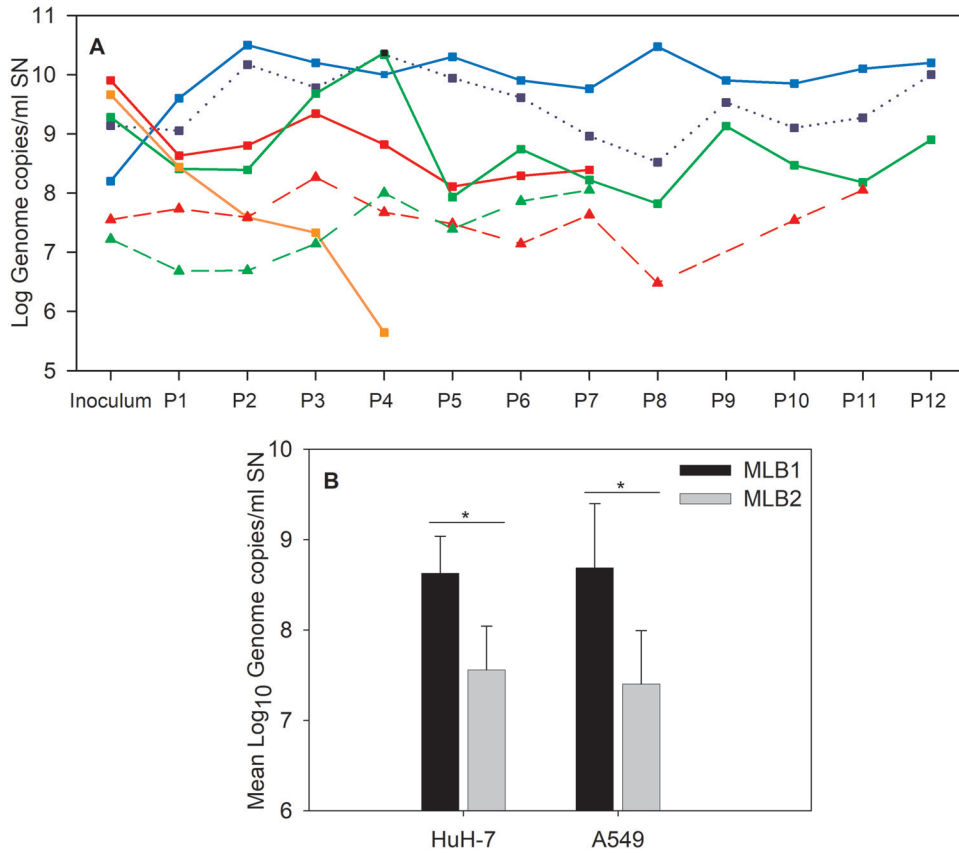 A
Log Genome copies/ml SN
11
10
9
8
7
6
5
Inoculum P1 P2 P3 P4 P5 P6 P7 P8 P9 P10 P11 P12
B
Mean Log10 Genome copies/ml SN
10
9
8
7
6
* *
MLB1
MLB2
HuH-7 A549